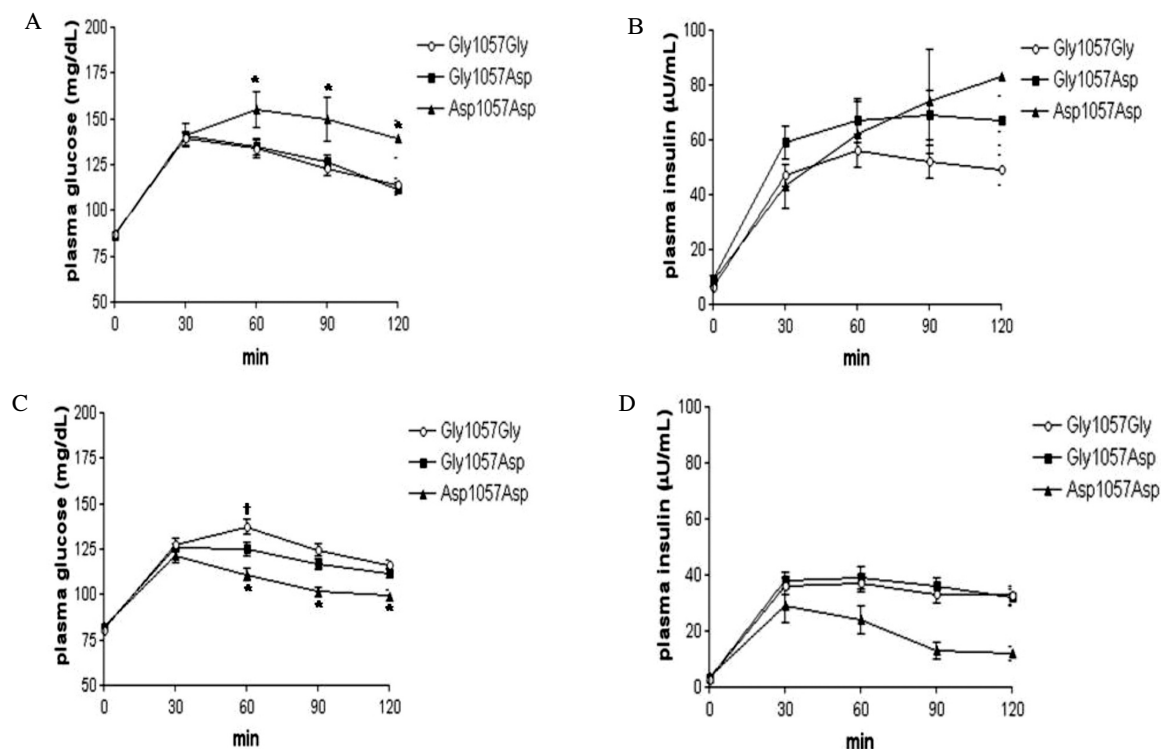 A
plasma glucose (mg/dL)
200
175
150
125
100
75
50
0
30
60
90
120
min
*
*
*
Gly1057Gly
Gly1057Asp
Asp1057Asp
B
plasma insulin (µU/mL)
100
80
60
40
20
0
0
30
60
90
120
min
Gly1057Gly
Gly1057Asp
Asp1057Asp
C
plasma glucose (mg/dL)
200
175
150
125
100
75
50
0
30
60
90
120
min
†
*
*
*
Gly1057Gly
Gly1057Asp
Asp1057Asp
D
plasma insulin (µU/mL)
100
80
60
40
20
0
0
30
60
90
120
min
Gly1057Gly
Gly1057Asp
Asp1057Asp